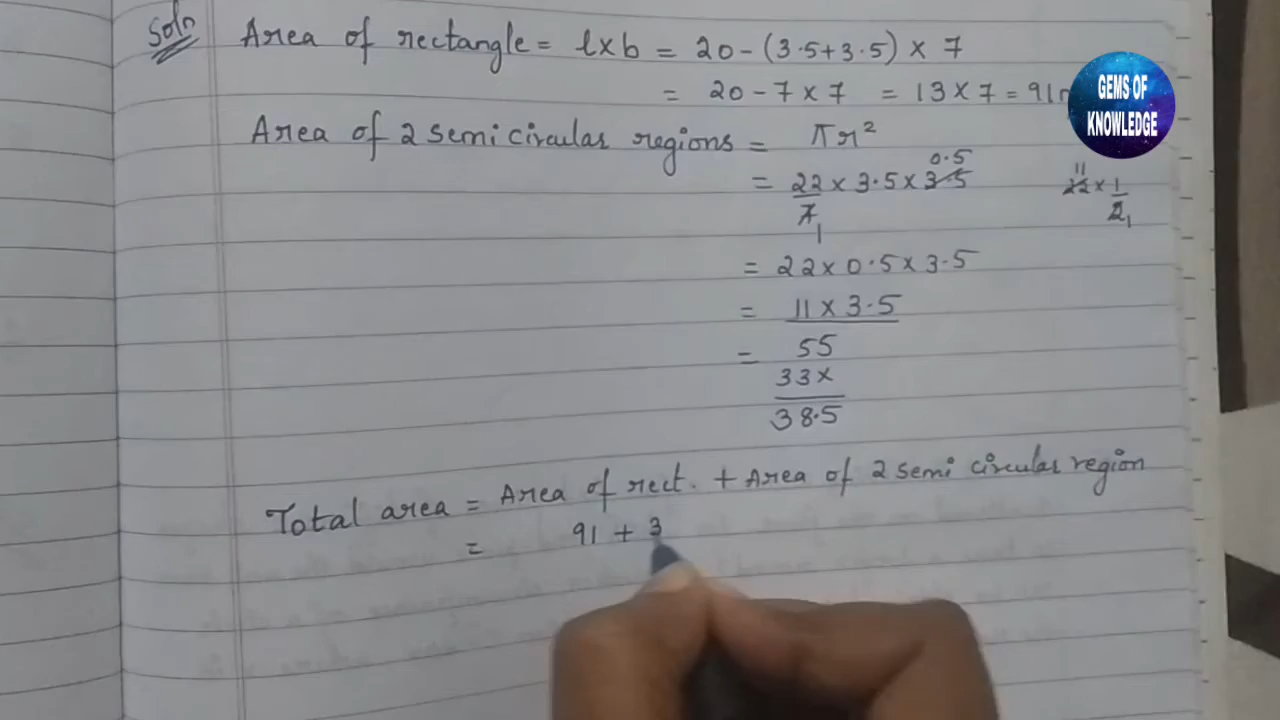 Soln Area of rectangle = l×b = 20 - (3.5+3.5) × 7
= 20 - 7 × 7 = 13 × 7 = 91
GEMS OF
KNOWLEDGE
Area of 2 semi circular regions = πr²
0.5
= 22 × 3.5 × 3.5
7
1
11
22 × 1
2 1
= 22 × 0.5 × 3.5
= 11 × 3.5
= 55
33×
38.5
Total area = Area of rect. + Area of 2 semi circular region
= 91 + 3